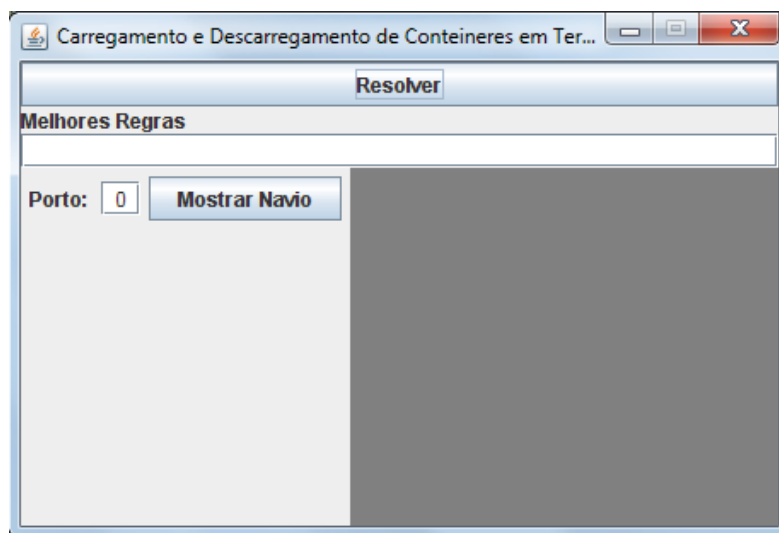 Carregamento e Descarregamento de Conteineres em Ter...
Resolver
Melhores Regras
Porto: 0 Mostrar Navio